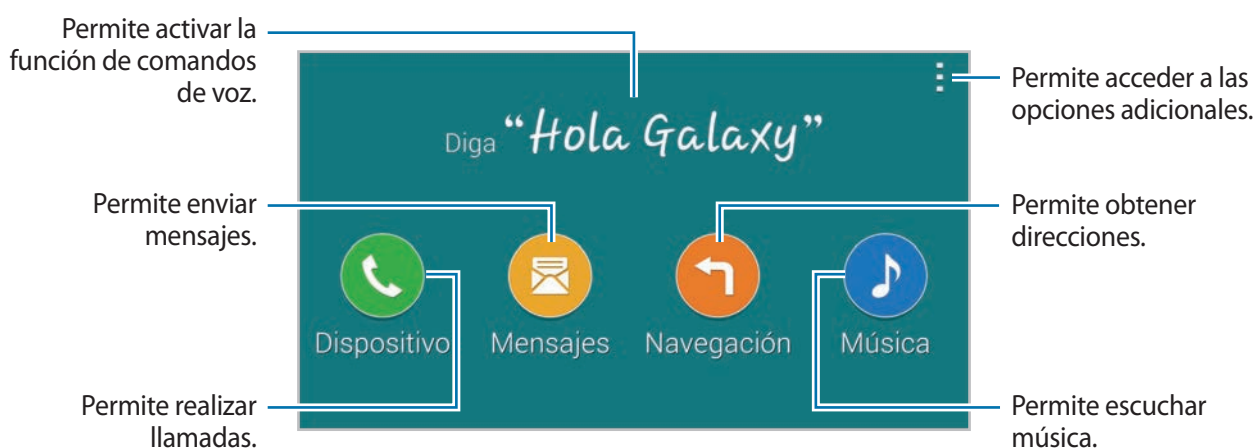 Permite activar la
función de comandos
de voz.
Permite acceder a las
opciones adicionales.
Diga “Hola Galaxy”
Permite enviar
mensajes.
Permite obtener
direcciones.
Dispositivo
Mensajes
Navegación
Música
Permite realizar
llamadas.
Permite escuchar
música.